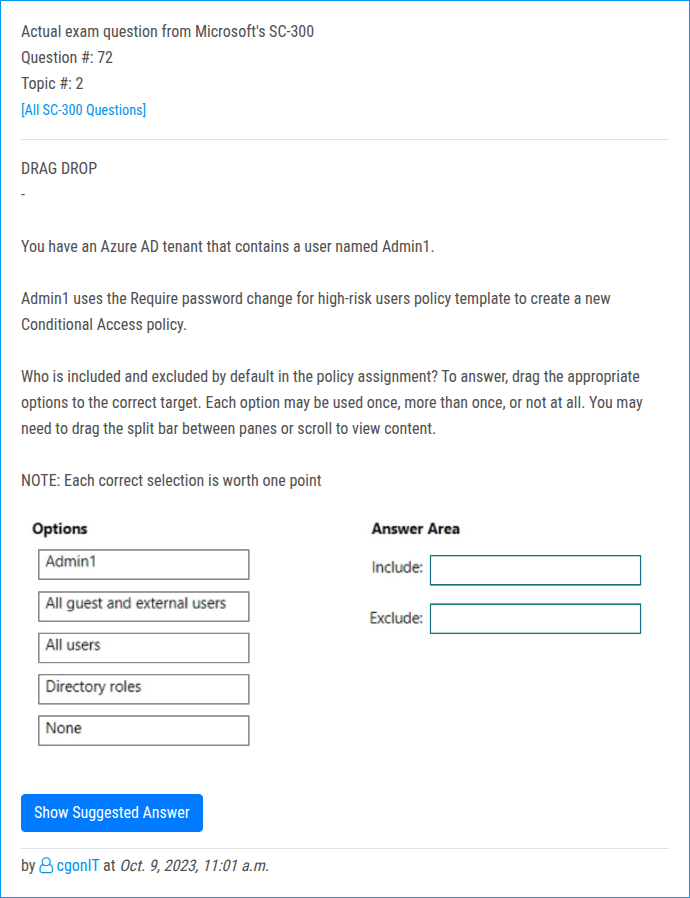 Actual exam question from Microsoft's SC-300
Question #: 72
Topic #: 2
[All SC-300 Questions]
DRAG DROP
-
You have an Azure AD tenant that contains a user named Admin1.
Admin1 uses the Require password change for high-risk users policy template to create a new
Conditional Access policy.
Who is included and excluded by default in the policy assignment? To answer, drag the appropriate
options to the correct target. Each option may be used once, more than once, or not at all. You may
need to drag the split bar between panes or scroll to view content.
NOTE: Each correct selection is worth one point
Options
Admin1
All guest and external users
All users
Directory roles
None
Answer Area
Include:
Exclude:
Show Suggested Answer
by cgonIT at Oct. 9, 2023, 11:01 a.m.